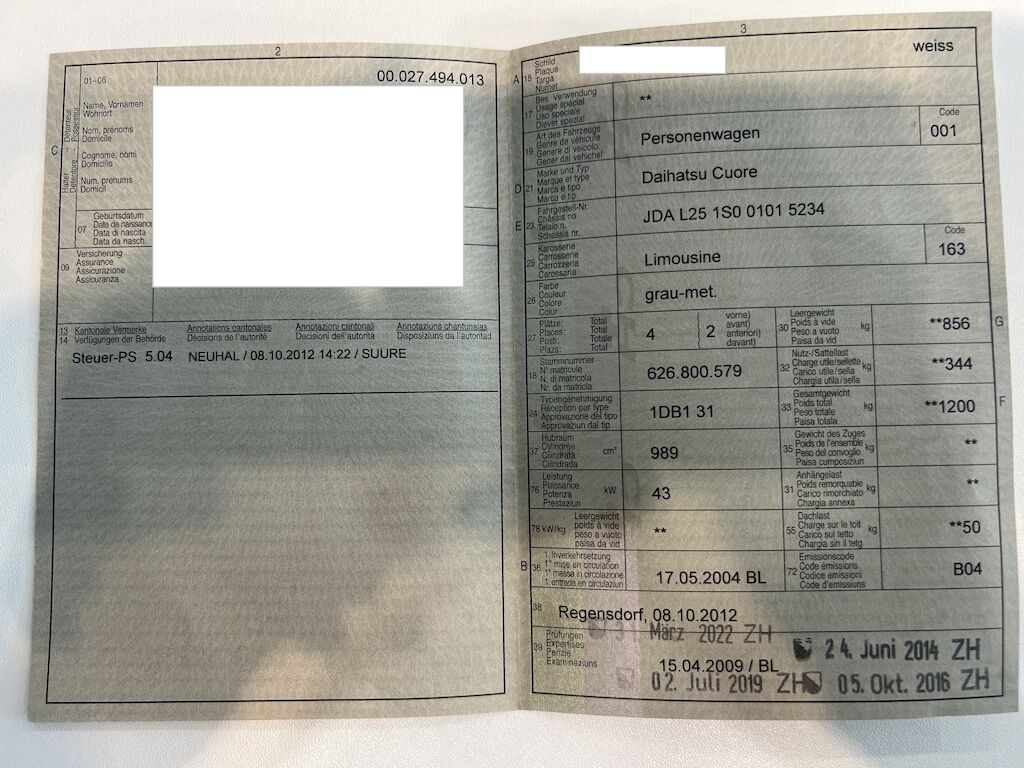 2
01-06
00.027.494.013
C
Halter
Détenteur
Detentore
Name, Vornamen
Wohnort
Nom, prénoms
Domicile
Cognome, nomi
Domicilio
Num, prenums
Domicil
07
Geburtsdatum
Date de naissance
Data di nascita
Data da nasch.
09
Versicherung
Assurance
Assicurazione
Assicuranza
13 Kantonale Vermerke Annotations cantonales Annotazioni cantonali Annotaziuns chantunalas
14 Verfügungen der Behörde Décisions de l'autorité Decisioni dell'autorità Disposiziuns da l'autoritad
Steuer-PS 5.04 NEUHAL / 08.10.2012 14:22 / SUURE
3
A 15
Schild
Plaque
Targa
Numer
weiss
17
Bes. Verwendung
Usage spécial
Uso speciale
Diever spezial
**
19
Art des Fahrzeugs
Genre de véhicule
Genere di veicolo
Gener dal vehichel
Personenwagen
Code
001
D 21
Marke und Typ
Marque et type
Marca e tipo
Marca e tip
Daihatsu Cuore
E 23
Fahrgestell-Nr.
Châssis no
Telaio n.
Schassis nr.
JDA L25 1S0 0101 5234
25
Karosserie
Carrosserie
Carrozzeria
Carossaria
Limousine
Code
163
26
Farbe
Couleur
Colore
Colur
grau-met.
27
Plätze: Total
Places: Total
Posti: Totale
Plazs: Total
4
2
vorne)
avant)
anteriori)
davant)
30
Leergewicht
Poids à vide
Peso a vuoto
Paisa da vid
kg
**856
G
18
Stammnummer
N° matricule
N. di matricola
Nr. da matricla
626.800.579
32
Nutz-/Sattellast
Charge utile/sellette
Carico utile/sella
Chargia utila/sella
kg
**344
24
Typengenehmigung
Réception par type
Approvazione del tipo
Approvaziun dal tip
1DB1 31
33
Gesamtgewicht
Poids total
Peso totale
Paisa totala
kg
**1200
F
37
Hubraum
Cylindrée
Cilindrata
Cilindrada
cm³
989
35
Gewicht des Zuges
Poids de l'ensemble
Peso del convoglio
Paisa cumposiziun
kg
**
76
Leistung
Puissance
Potenza
Prestaziun
kW
43
31
Anhängelast
Poids remorquable
Carico rimorchiato
Chargia annexa
kg
**
78 kW/kg
Leergewicht
poids à vide
peso a vuoto
paisa da vid
**
55
Dachlast
Charge sur le toit
Carico sul tetto
Chargia sin il tetg
kg
**50
B 36
1. Inverkehrsetzung
1re mise en circulation
1a messa in circolazione
1. entrada en circulaziun
17.05.2004 BL
72
Emissionscode
Code émissions
Codice emissioni
Code d'emissiuns
B04
38
Regensdorf, 08.10.2012
39
Prüfungen
Expertises
Perizie
Examinaziuns
März 2022 ZH
24. Juni 2014 ZH
15.04.2009 / BL
02. Juli 2019 ZH
05. Okt. 2016 ZH